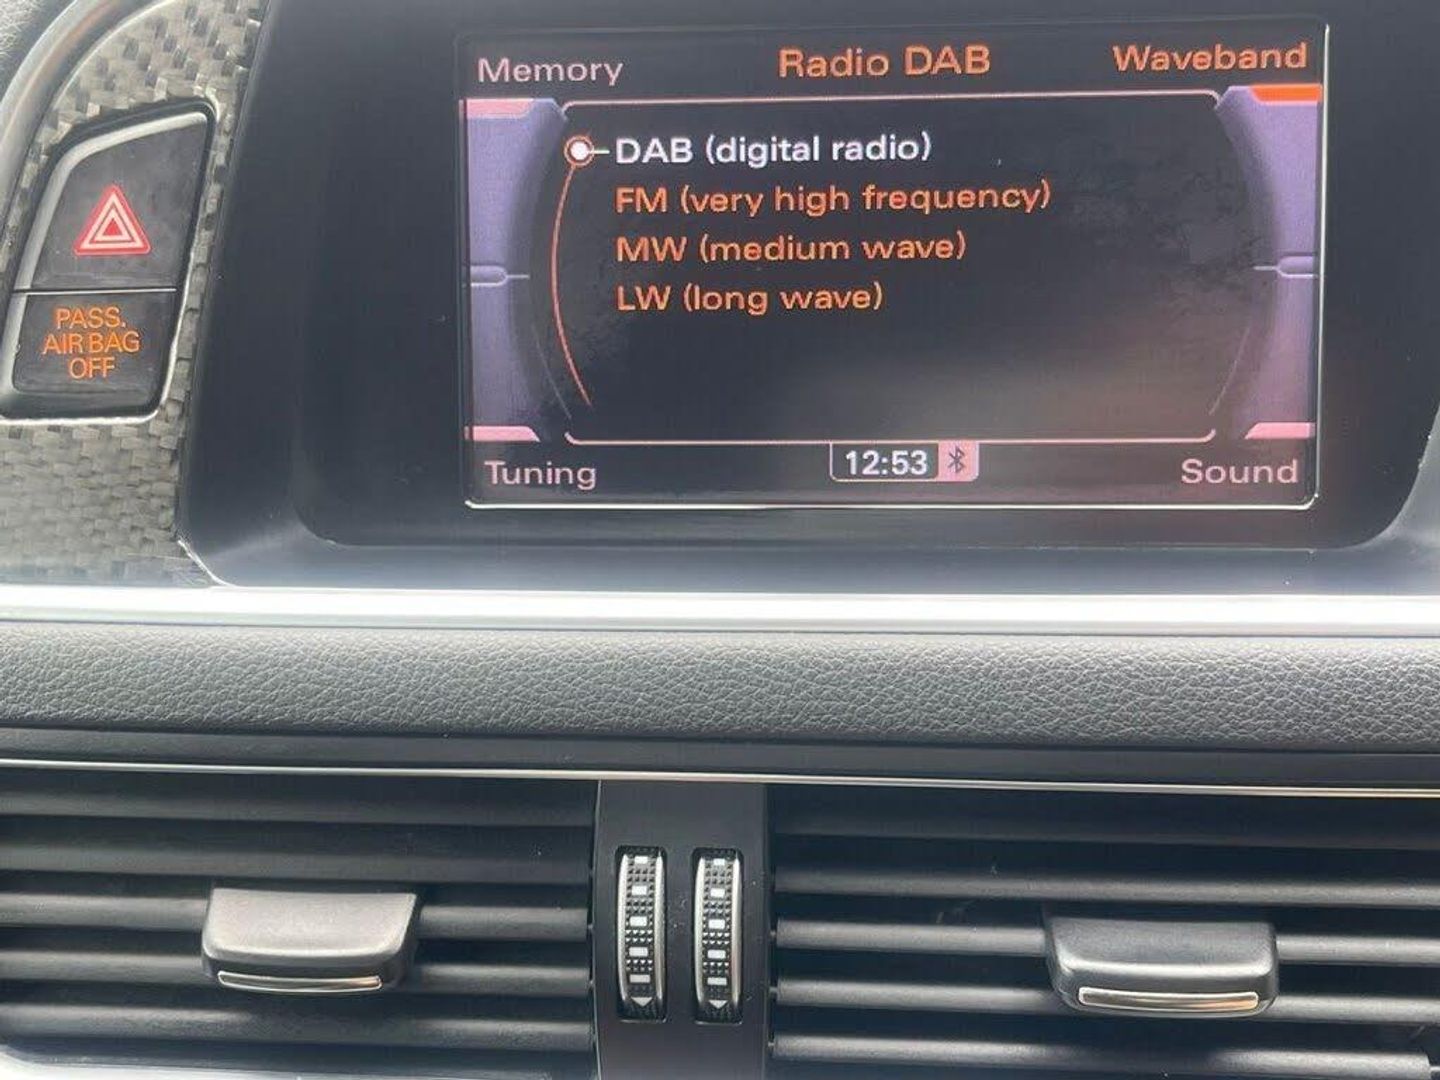 Memory
Radio DAB
Waveband
DAB (digital radio)
FM (very high frequency)
MW (medium wave)
LW (long wave)
Tuning
12:53
Sound
PASS.
AIR BAG
OFF